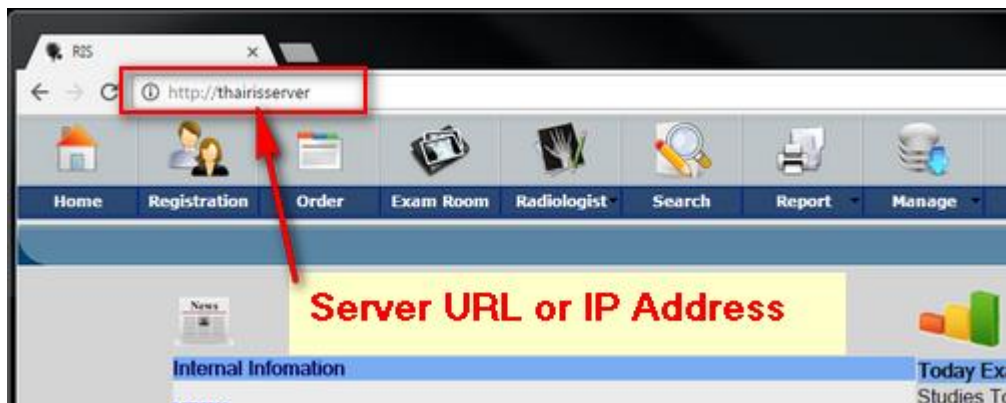 RIS
http://thairisserver
Home Registration Order Exam Room Radiologist Search Report Manage
News
Server URL or IP Address
Internal Infomation
Today Ex
Studies To